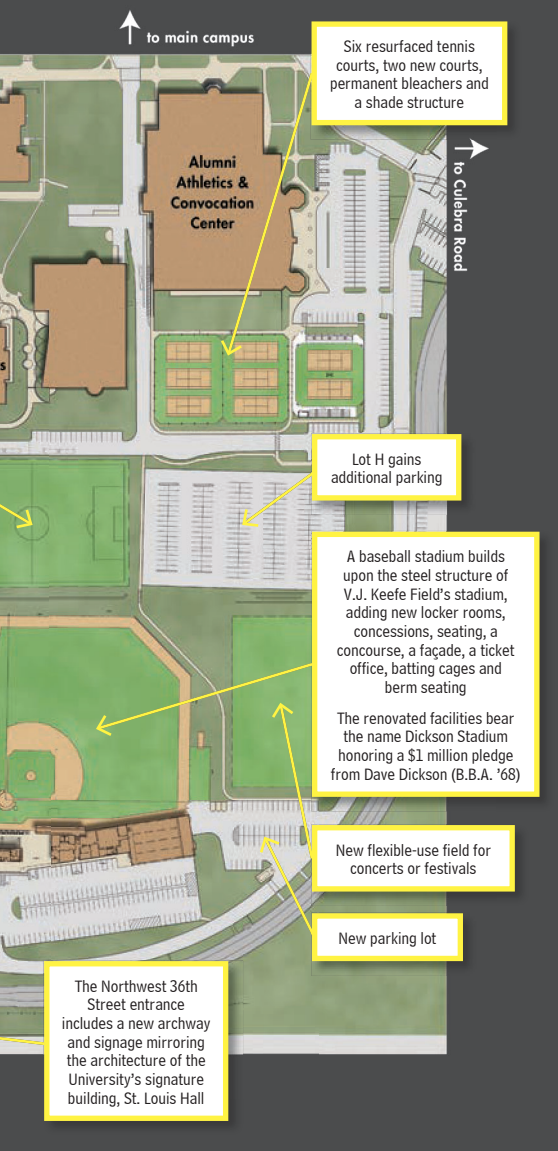 to main campus
Six resurfaced tennis
courts, two new courts,
permanent bleachers and
a shade structure
to Culebra Road
Alumni
Athletics &
Convocation
Center
s
Lot H gains
additional parking
A baseball stadium builds
upon the steel structure of
V.J. Keefe Field’s stadium,
adding new locker rooms,
concessions, seating, a
concourse, a façade, a ticket
office, batting cages and
berm seating
The renovated facilities bear
the name Dickson Stadium
honoring a $1 million pledge
from Dave Dickson (B.B.A. ’68)
New flexible-use field for
concerts or festivals
New parking lot
The Northwest 36th
Street entrance
includes a new archway
and signage mirroring
the architecture of the
University’s signature
building, St. Louis Hall